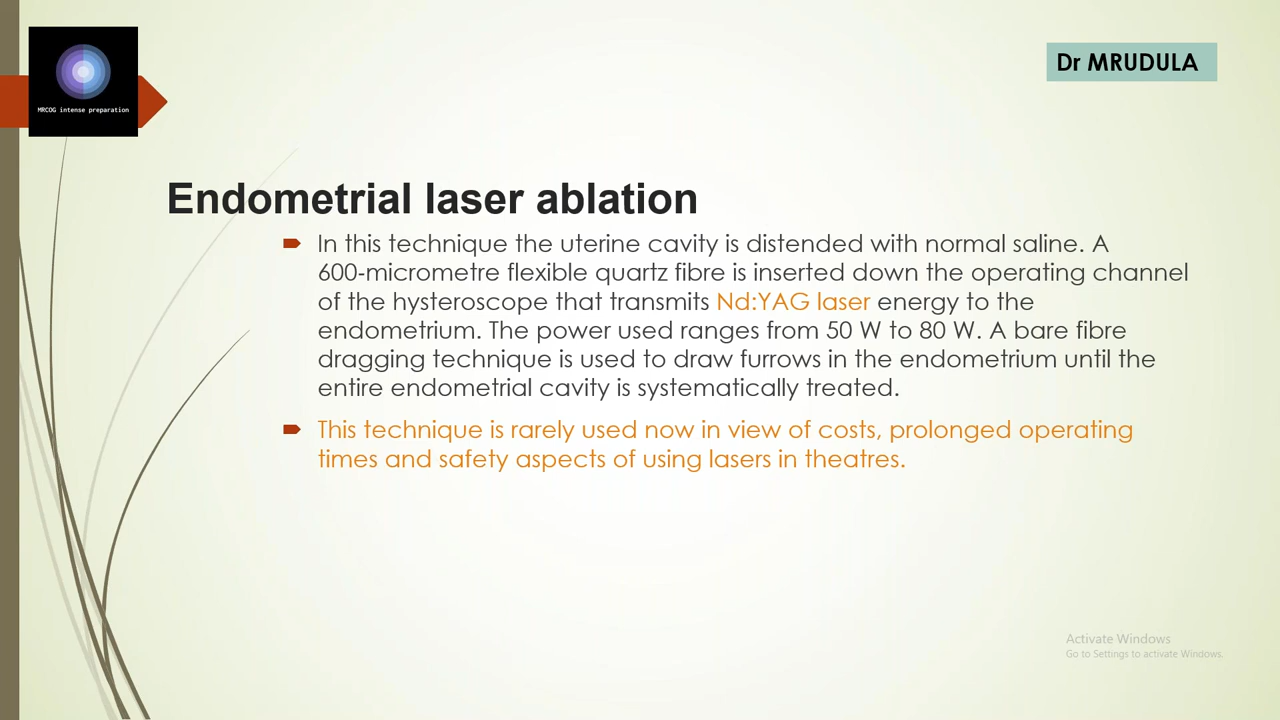 MRCOG intense preparation
Dr MRUDULA
Endometrial laser ablation
In this technique the uterine cavity is distended with normal saline. A
600-micrometre flexible quartz fibre is inserted down the operating channel
of the hysteroscope that transmits Nd:YAG laser energy to the
endometrium. The power used ranges from 50 W to 80 W. A bare fibre
dragging technique is used to draw furrows in the endometrium until the
entire endometrial cavity is systematically treated.
This technique is rarely used now in view of costs, prolonged operating
times and safety aspects of using lasers in theatres.
Activate Windows
Go to Settings to activate Windows.